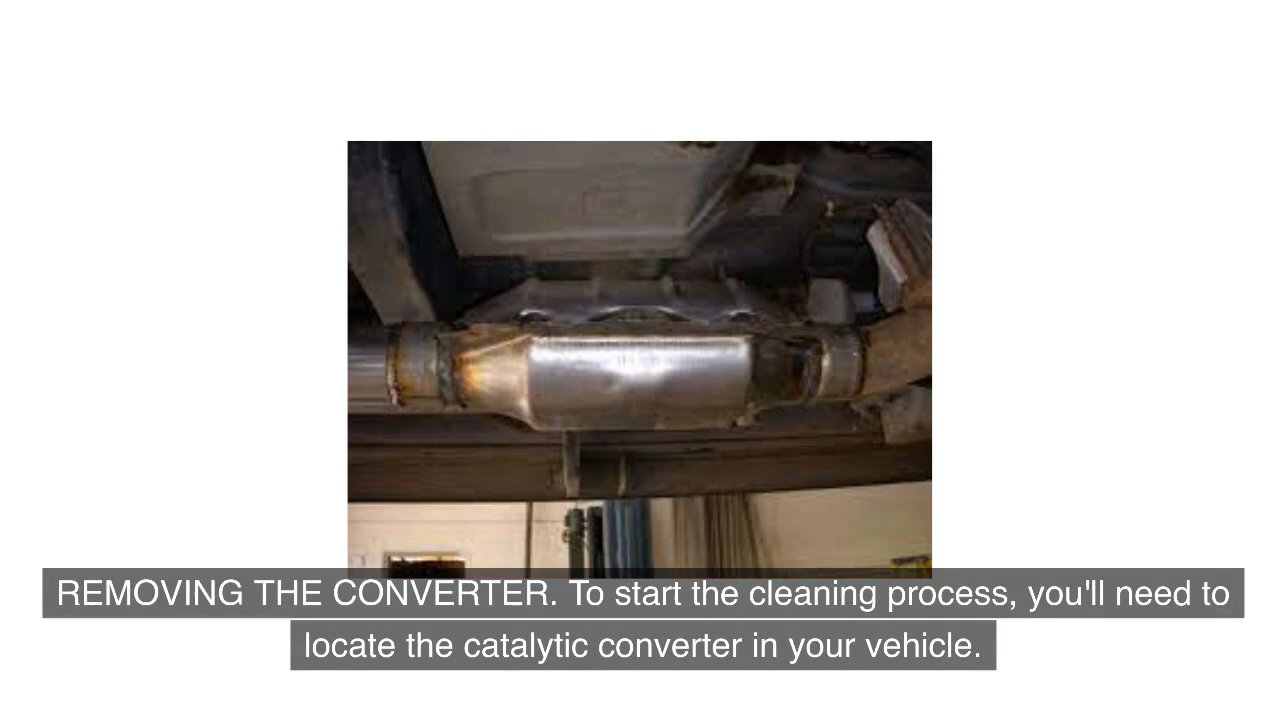 REMOVING THE CONVERTER. To start the cleaning process, you'll need to
locate the catalytic converter in your vehicle.